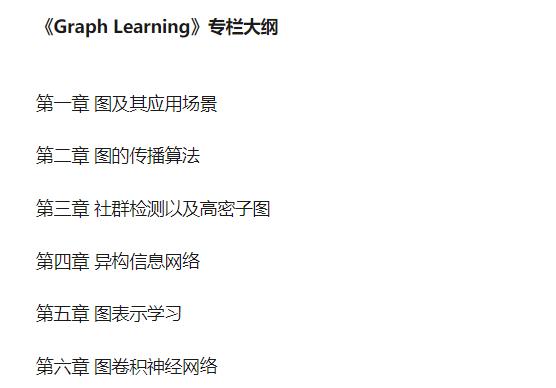 《Graph Learning》专栏大纲
第一章 图及其应用场景
第二章 图的传播算法
第三章 社群检测以及高密子图
第四章 异构信息网络
第五章 图表示学习
第六章 图卷积神经网络